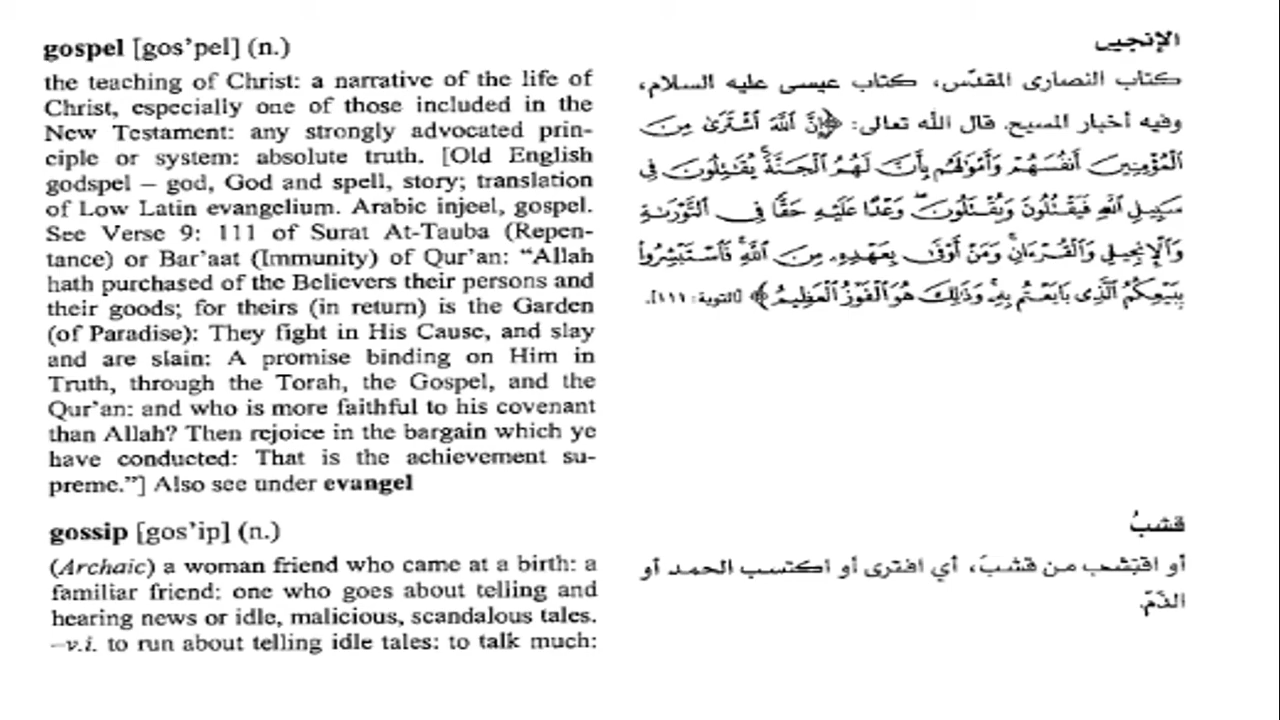 gospel [gos’pel] (n.)
the teaching of Christ: a narrative of the life of
Christ, especially one of those included in the
New Testament: any strongly advocated prin-
ciple or system: absolute truth. [Old English
godspel – god, God and spell, story; translation
of Low Latin evangelium. Arabic injeel, gospel.
See Verse 9: 111 of Surat At-Tauba (Repen-
tance) or Bar’aat (Immunity) of Qur’an: “Allah
hath purchased of the Believers their persons and
their goods; for theirs (in return) is the Garden
(of Paradise): They fight in His Cause, and slay
and are slain: A promise binding on Him in
Truth, through the Torah, the Gospel, and the
Qur’an: and who is more faithful to his covenant
than Allah? Then rejoice in the bargain which ye
have conducted: That is the achievement su-
preme.”] Also see under evangel
الإنجيل
كتاب النصارى المقدّس، كتاب عيسى عليه السلام،
وفيه أخبار المسيح. قال الله تعالى: ﴿إِنَّ اللَّهَ اشْتَرَىٰ مِنَ
الْمُؤْمِنِينَ أَنفُسَهُمْ وَأَمْوَالَهُم بِأَنَّ لَهُمُ الْجَنَّةَ ۚ يُقَاتِلُونَ فِي
سَبِيلِ اللَّهِ فَيَقْتُلُونَ وَيُقْتَلُونَ ۖ وَعْدًا عَلَيْهِ حَقًّا فِي التَّوْرَاةِ
وَالْإِنجِيلِ وَالْقُرْآنِ ۚ وَمَنْ أَوْفَىٰ بِعَهْدِهِ مِنَ اللَّهِ ۚ فَاسْتَبْشِرُوا
بِبَيْعِكُمُ الَّذِي بَايَعْتُم بِهِ ۚ وَذَٰلِكَ هُوَ الْفَوْزُ الْعَظِيمُ﴾ [التوبة: ١١١].
gossip [gos’ip] (n.)
(Archaic) a woman friend who came at a birth: a
familiar friend: one who goes about telling and
hearing news or idle, malicious, scandalous tales.
–v.i. to run about telling idle tales: to talk much:
قشبُ
أو اقتشب من قشبَ، أي افترى أو اكتسب الحمد أو
الذّمّ.